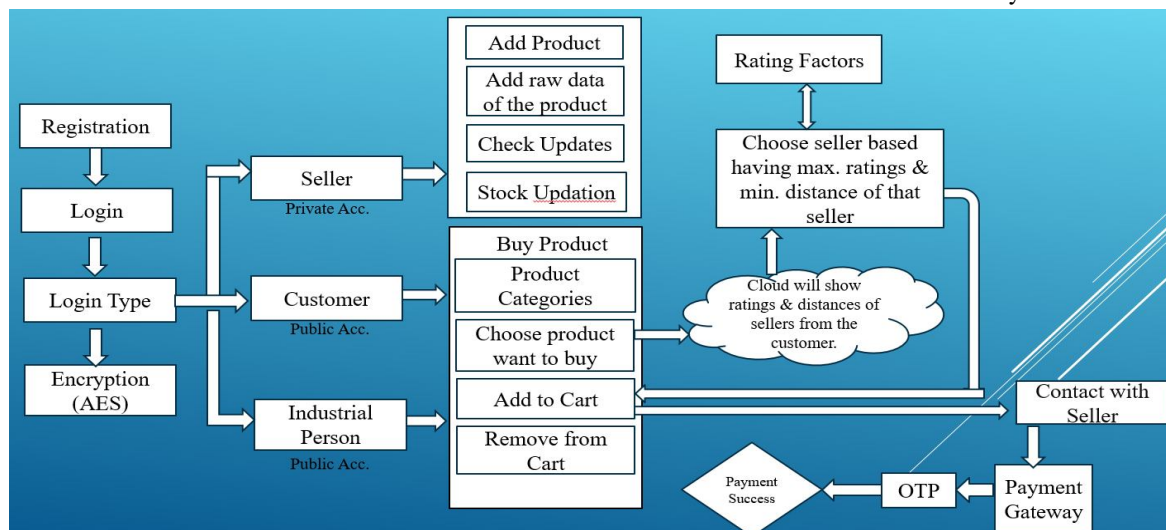 Registration
Login
Login Type
Encryption
(AES)
Seller
Private Acc.
Customer
Public Acc.
Industrial
Person
Public Acc.
Add Product
Add raw data
of the product
Check Updates
Stock Updation
Buy Product
Product
Categories
Choose product
want to buy
Add to Cart
Remove from
Cart
Rating Factors
Choose seller based
having max. ratings &
min. distance of that
seller
Cloud will show
ratings & distances of
sellers from the
customer.
Contact with
Seller
Payment
Gateway
OTP
Payment
Success